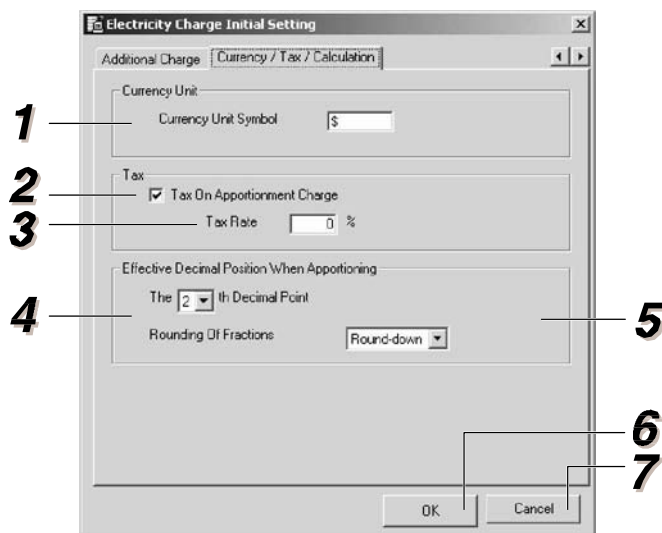 Electricity Charge Initial Setting
Additional Charge Currency / Tax / Calculation
Currency Unit
1 Currency Unit Symbol $
Tax
2 Tax On Apportionment Charge
3 Tax Rate 0 %
Effective Decimal Position When Apportioning
4 The 2 th Decimal Point 5
Rounding Of Fractions Round-down
6
7
OK Cancel